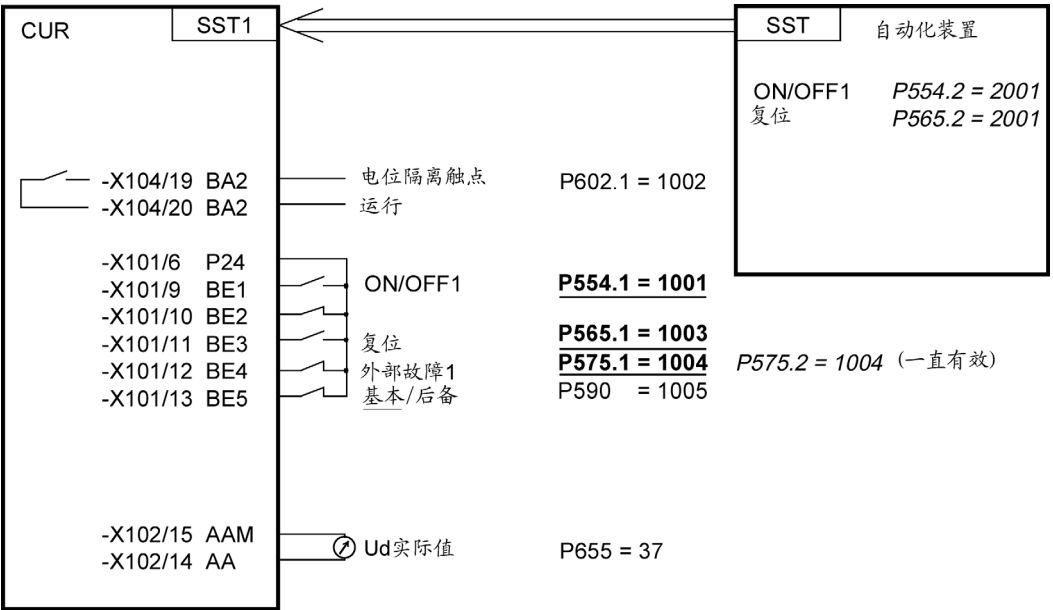 CUR SST1 SST 自动化装置
ON/OFF1 P554.2 = 2001
复位 P565.2 = 2001
-X104/19 BA2 电位隔离触点 P602.1 = 1002
-X104/20 BA2 运行
-X101/6 P24
-X101/9 BE1 ON/OFF1 P554.1 = 1001
-X101/10 BE2
-X101/11 BE3 复位 P565.1 = 1003
-X101/12 BE4 外部故障1 P575.1 = 1004 P575.2 = 1004 (一直有效)
-X101/13 BE5 基本/后备 P590 = 1005
-X102/15 AAM
-X102/14 AA Ud实际值 P655 = 37